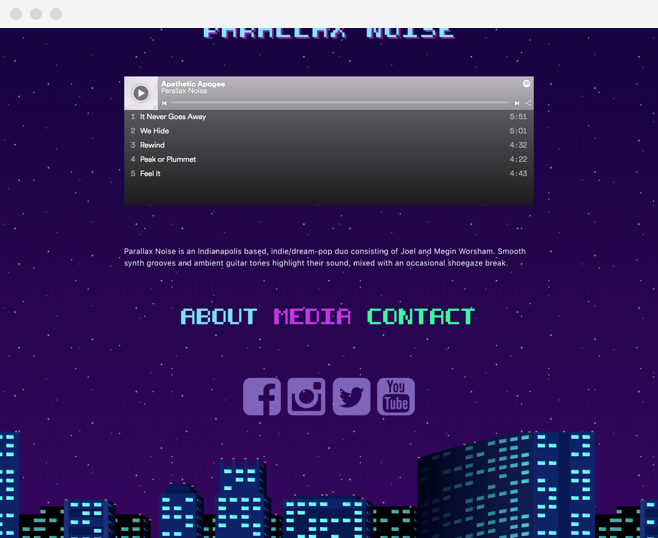 PARALLAX NOISE
Apathetic Apogee
Parallax Noise
1 It Never Goes Away 5:51
2 We Hide 5:01
3 Rewind 4:32
4 Peak or Plummet 4:22
5 Feel It 4:43
Parallax Noise is an Indianapolis based, indie/dream-pop duo consisting of Joel and Megin Worsham. Smooth
synth grooves and ambient guitar tones highlight their sound, mixed with an occasional shoegaze break.
ABOUT MEDIA CONTACT
You
Tube